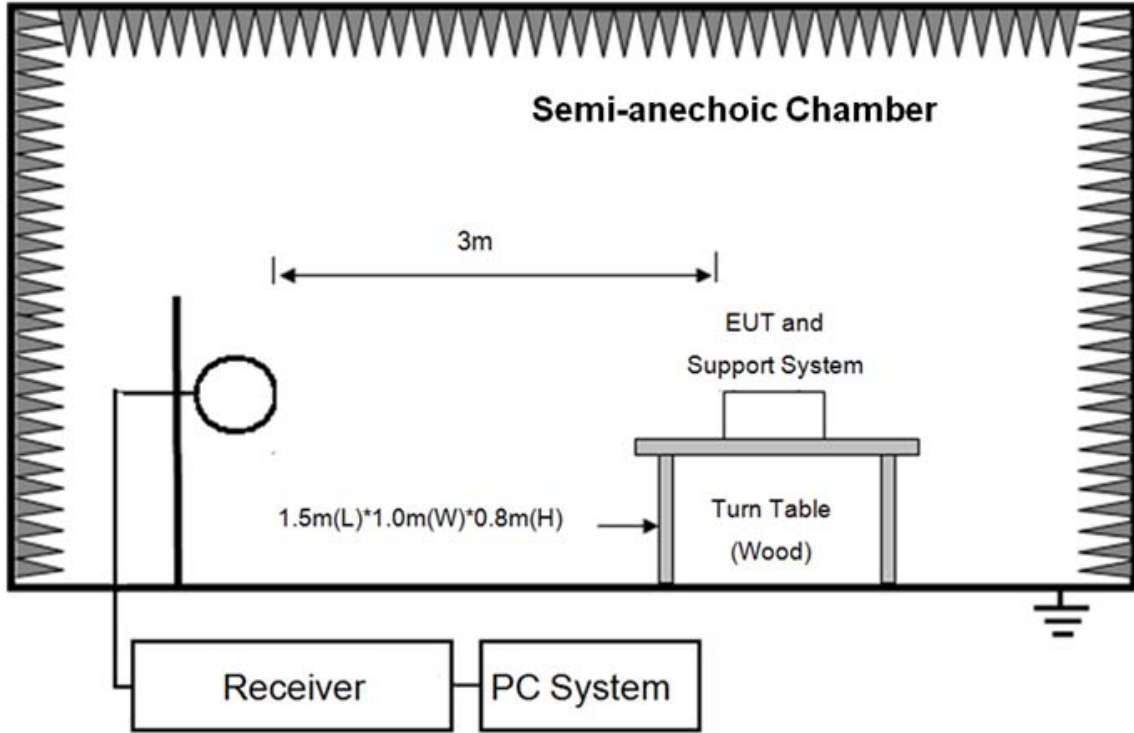 Semi-anechoic Chamber
3m
EUT and
Support System
1.5m(L)*1.0m(W)*0.8m(H)
Turn Table
(Wood)
Receiver
PC System